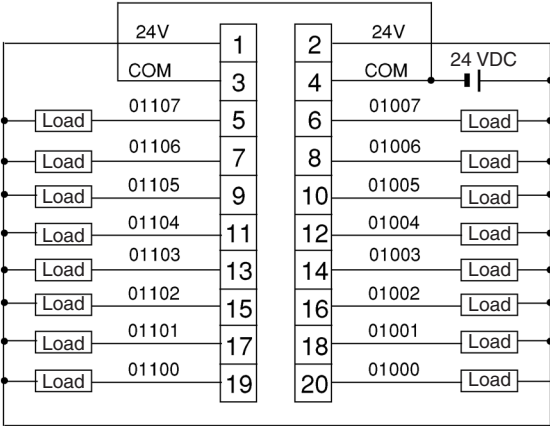 24V 1 2 24V
24 VDC
COM 3 4 COM
Load 01107 5 6 01007 Load
Load 01106 7 8 01006 Load
Load 01105 9 10 01005 Load
Load 01104 11 12 01004 Load
Load 01103 13 14 01003 Load
Load 01102 15 16 01002 Load
Load 01101 17 18 01001 Load
Load 01100 19 20 01000 Load